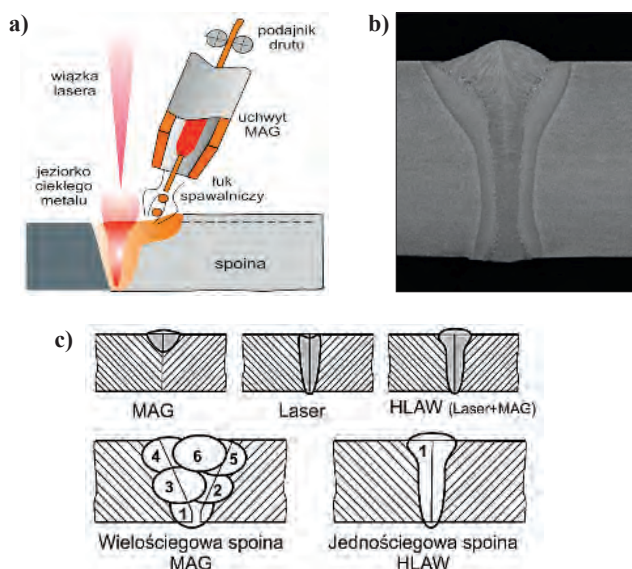 a)
podajnik
drutu
wiązka
lasera
uchwyt
MAG
jeziorko
ciekłego
metalu
łuk
spawalniczy
spoina
b)
c)
MAG
Laser
HLAW (Laser+MAG)
4
6
5
3
2
1
1
Wielościegowa spoina
MAG
Jednościegowa spoina
HLAW